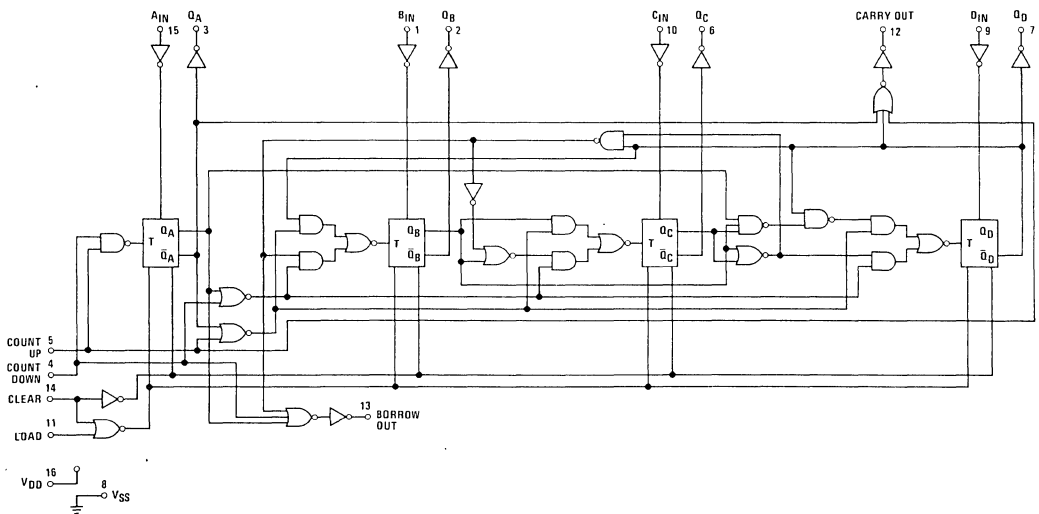 A_IN Q_A B_IN Q_B C_IN Q_C CARRY OUT D_IN Q_D
15 3 1 2 10 6 12 9 7
T Q_A Q̅_A
T Q_B Q̅_B
T Q_C Q̅_C
T Q_D Q̅_D
COUNT UP 5
COUNT DOWN 4
CLEAR 14
LOAD 11
13 BORROW OUT
V_DD 16
8 V_SS